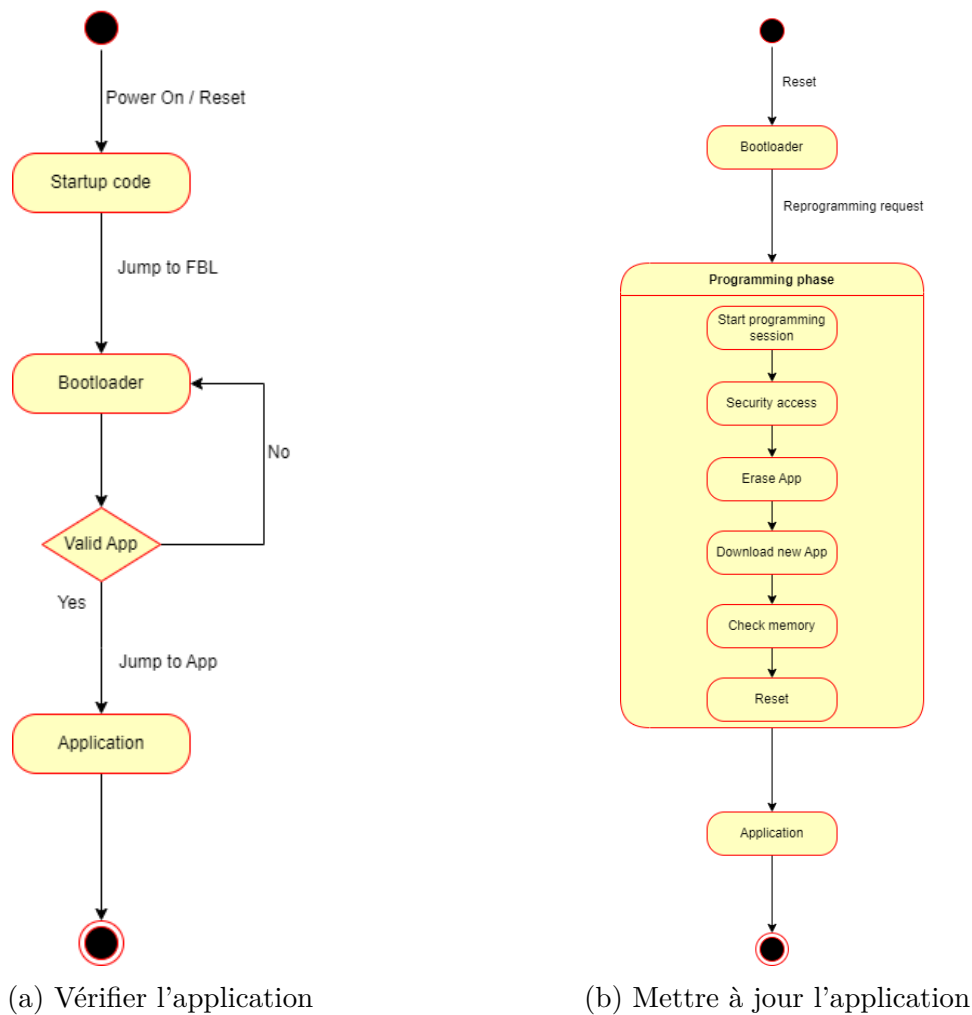 Power On / Reset
Startup code
Jump to FBL
Bootloader
No
Valid App
Yes
Jump to App
Application
(a) Vérifier l'application
Reset
Bootloader
Reprogramming request
Programming phase
Start programming
session
Security access
Erase App
Download new App
Check memory
Reset
Application
(b) Mettre à jour l'application